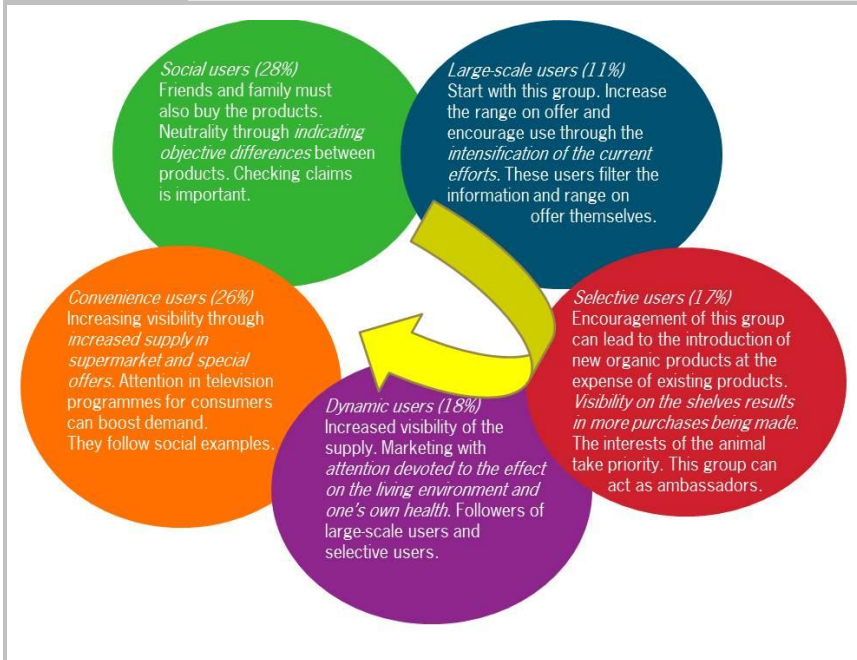 Social users (28%)
Friends and family must
also buy the products.
Neutrality through indicating
objective differences between
products. Checking claims
is important.
Large-scale users (11%)
Start with this group. Increase
the range on offer and
encourage use through the
intensification of the current
efforts. These users filter the
information and range on
offer themselves.
Convenience users (26%)
Increasing visibility through
increased supply in
supermarket and special
offers. Attention in television
programmes for consumers
can boost demand.
They follow social examples.
Selective users (17%)
Encouragement of this group
can lead to the introduction of
new organic products at the
expense of existing products.
Visibility on the shelves results
in more purchases being made.
The interests of the animal
take priority. This group can
act as ambassadors.
Dynamic users (18%)
Increased visibility of the
supply. Marketing with
attention devoted to the effect
on the living environment and
one's own health. Followers of
large-scale users and
selective users.